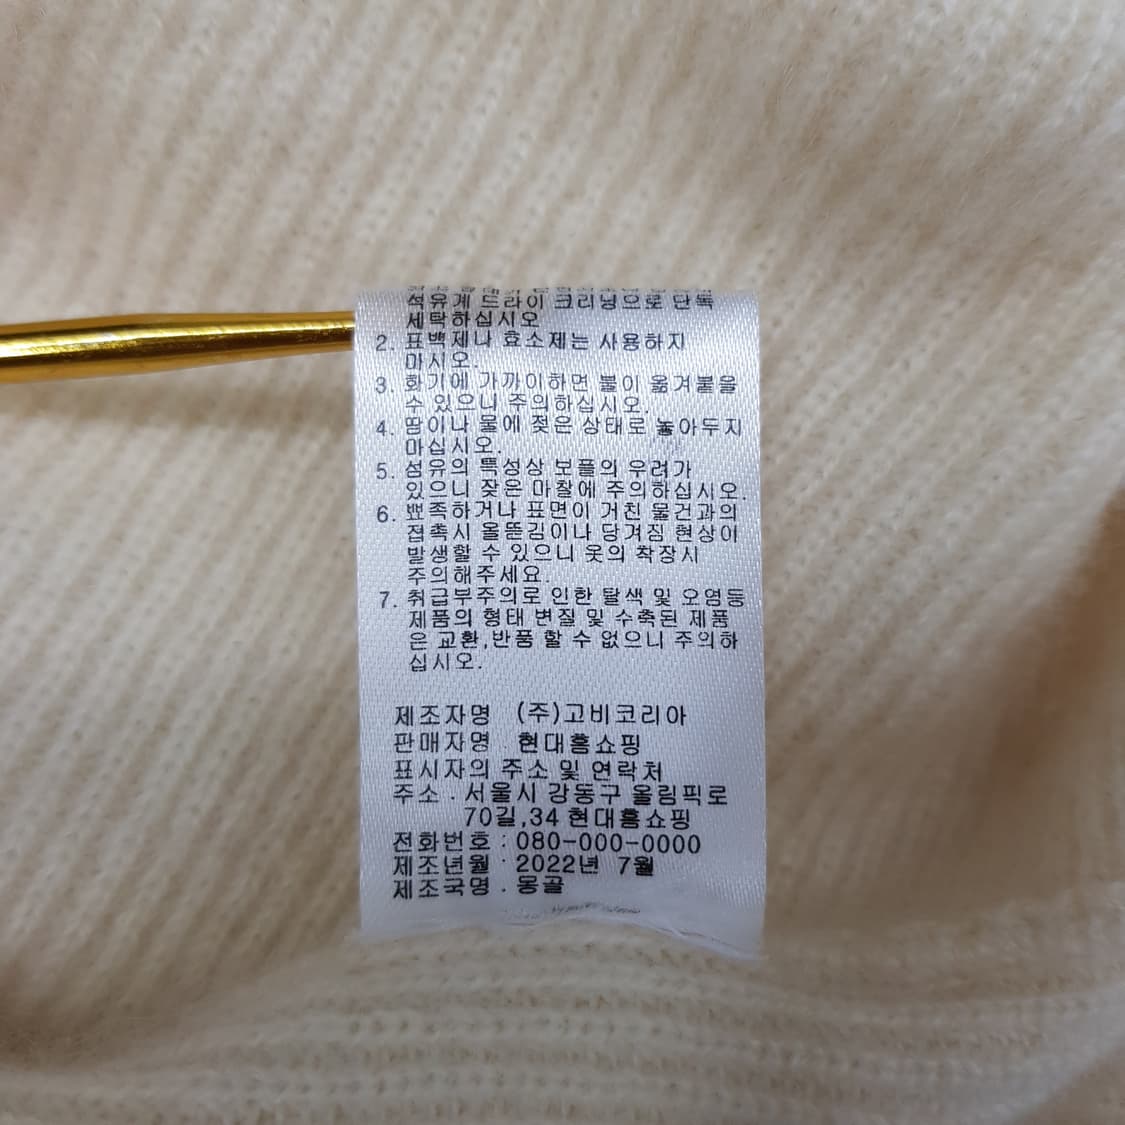 석유계 드라이 크리닝으로 단독
세탁하십시오
2. 표백제나 효소제는 사용하지
마시오.
3. 화기에 가까이하면 불이 옮겨붙을
수 있으니 주의하십시오.
4. 땀이나 물에 젖은 상태로 놓아두지
마십시오.
5. 섬유의 특성상 보플의 우려가
있으니 잦은 마찰에 주의하십시오.
6. 뾰족하거나 표면이 거친 물건과의
접촉시 올뜯김이나 당겨짐 현상이
발생할 수 있으니 옷의 착장시
주의해주세요.
7. 취급부주의로 인한 탈색 및 오염등
제품의 형태 변질 및 수축된 제품
은 교환,반품 할 수 없으니 주의하
십시오.
제조자명 (주)고비코리아
판매자명 . 현대홈쇼핑
표시자의 주소 및 연락처
주소 . 서울시 강동구 올림픽로
70길,34 현대홈쇼핑
전화번호 : 080-000-0000
제조년월 : 2022년 7월
제조국명 . 몽골